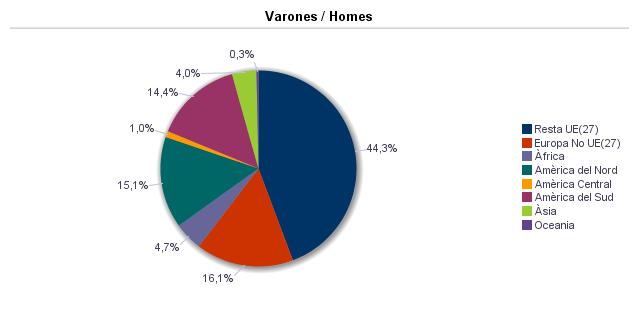 Varones / Homes
0,3%
4,0%
14,4%
1,0%
15,1%
4,7%
16,1%
44,3%
Resta UE(27)
Europa No UE(27)
Àfrica
Amèrica del Nord
Amèrica Central
Amèrica del Sud
Àsia
Oceania